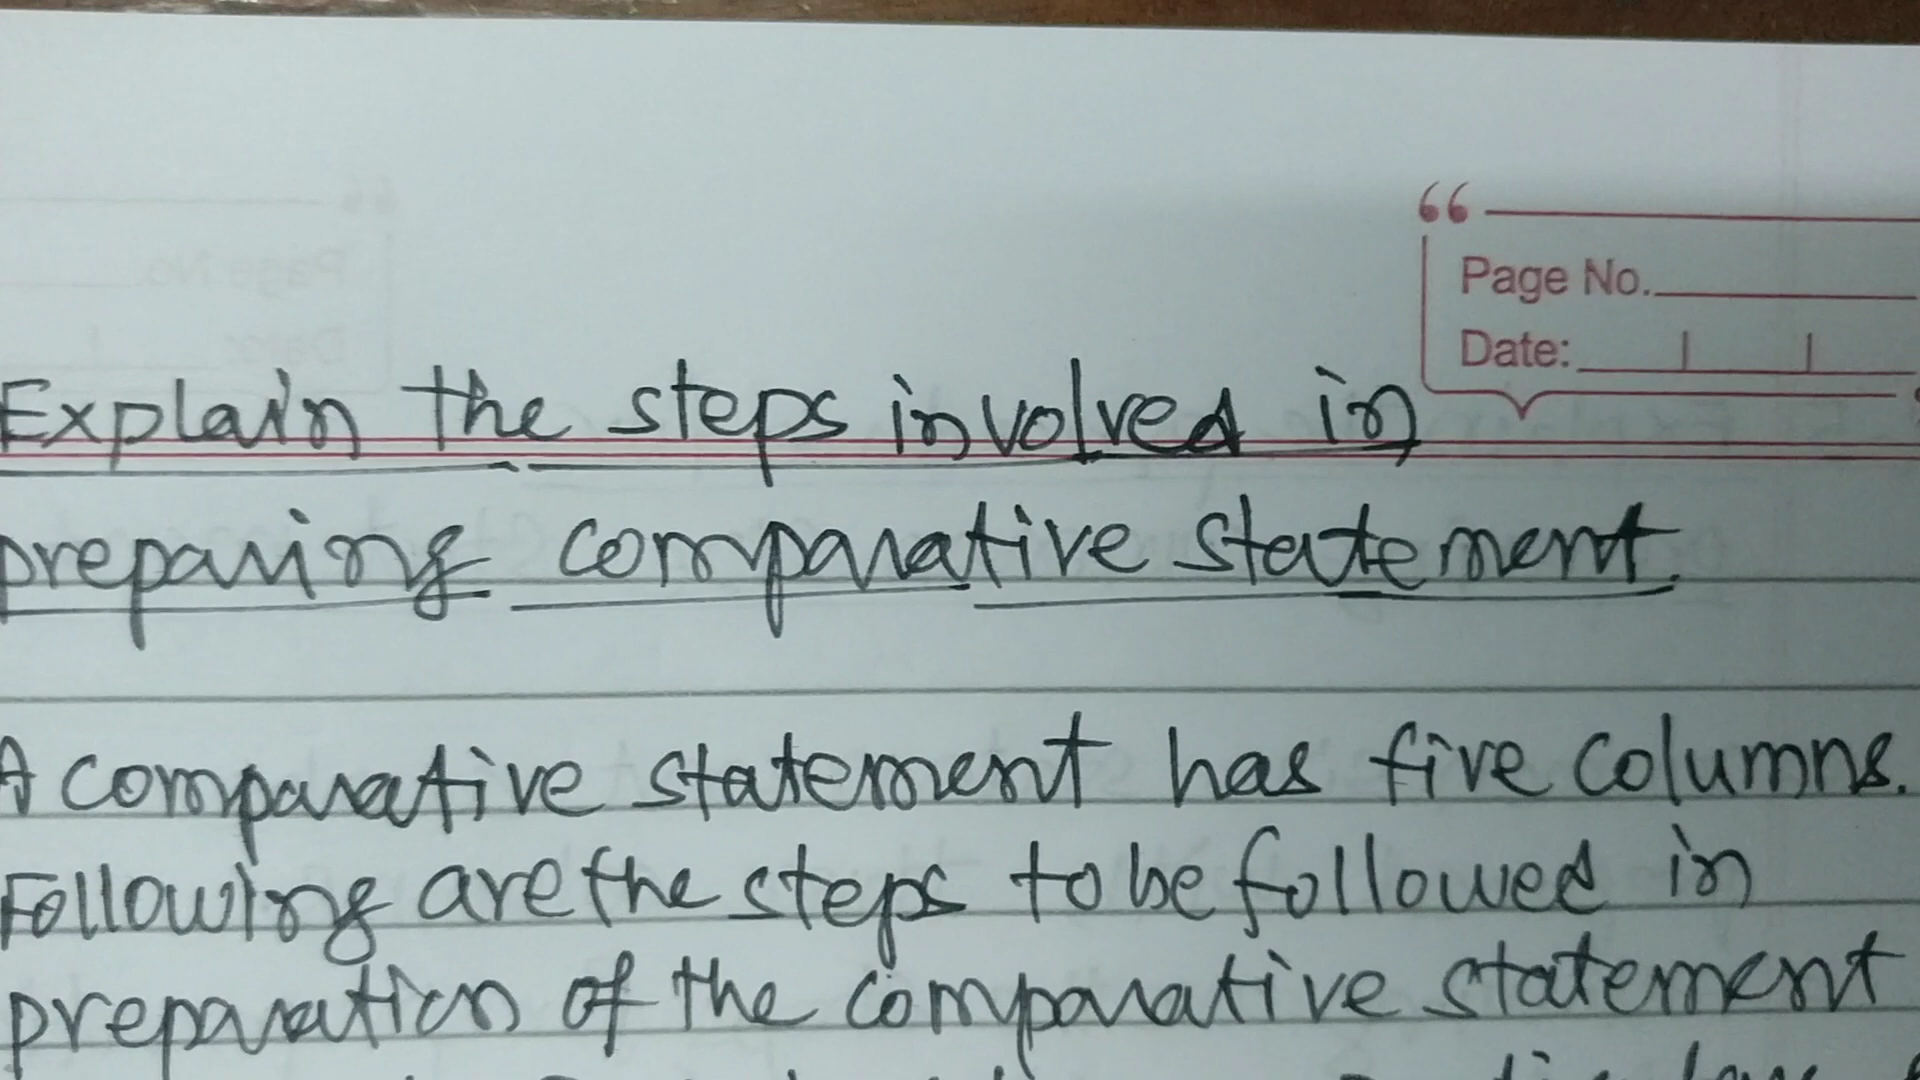 Page No.
Date:
Explain the steps involved in
preparing comparative statement.
A comparative statement has five columns.
Following are the steps to be followed in
preparation of the comparative statement